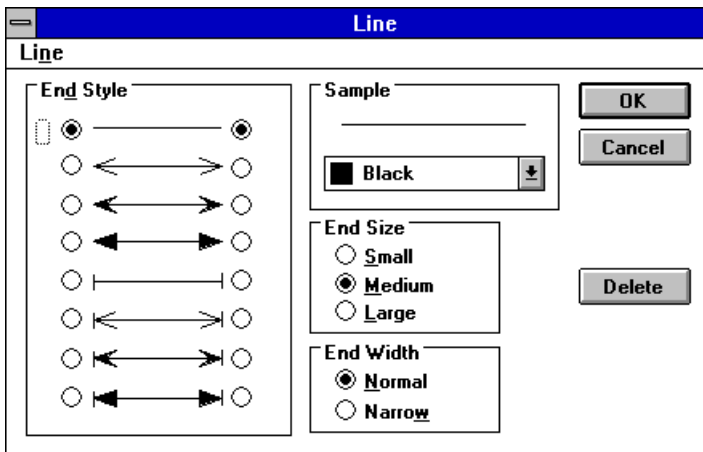 Line
Line
End Style
Sample
Black
End Size
Small
Medium
Large
End Width
Normal
Narrow
OK
Cancel
Delete